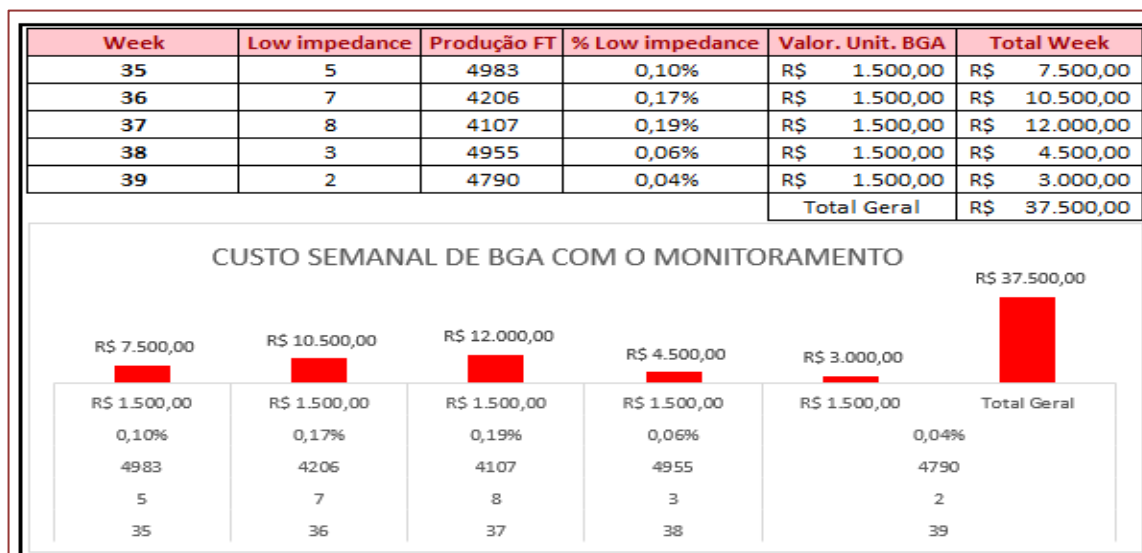 Week Low impedance Produção FT % Low impedance Valor. Unit. BGA Total Week
35 5 4983 0,10% R$ 1.500,00 R$ 7.500,00
36 7 4206 0,17% R$ 1.500,00 R$ 10.500,00
37 8 4107 0,19% R$ 1.500,00 R$ 12.000,00
38 3 4955 0,06% R$ 1.500,00 R$ 4.500,00
39 2 4790 0,04% R$ 1.500,00 R$ 3.000,00
Total Geral R$ 37.500,00
CUSTO SEMANAL DE BGA COM O MONITORAMENTO
R$ 37.500,00
R$ 7.500,00 R$ 10.500,00 R$ 12.000,00 R$ 4.500,00 R$ 3.000,00
R$ 1.500,00 R$ 1.500,00 R$ 1.500,00 R$ 1.500,00 R$ 1.500,00 Total Geral
0,10% 0,17% 0,19% 0,06% 0,04%
4983 4206 4107 4955 4790
5 7 8 3 2
35 36 37 38 39